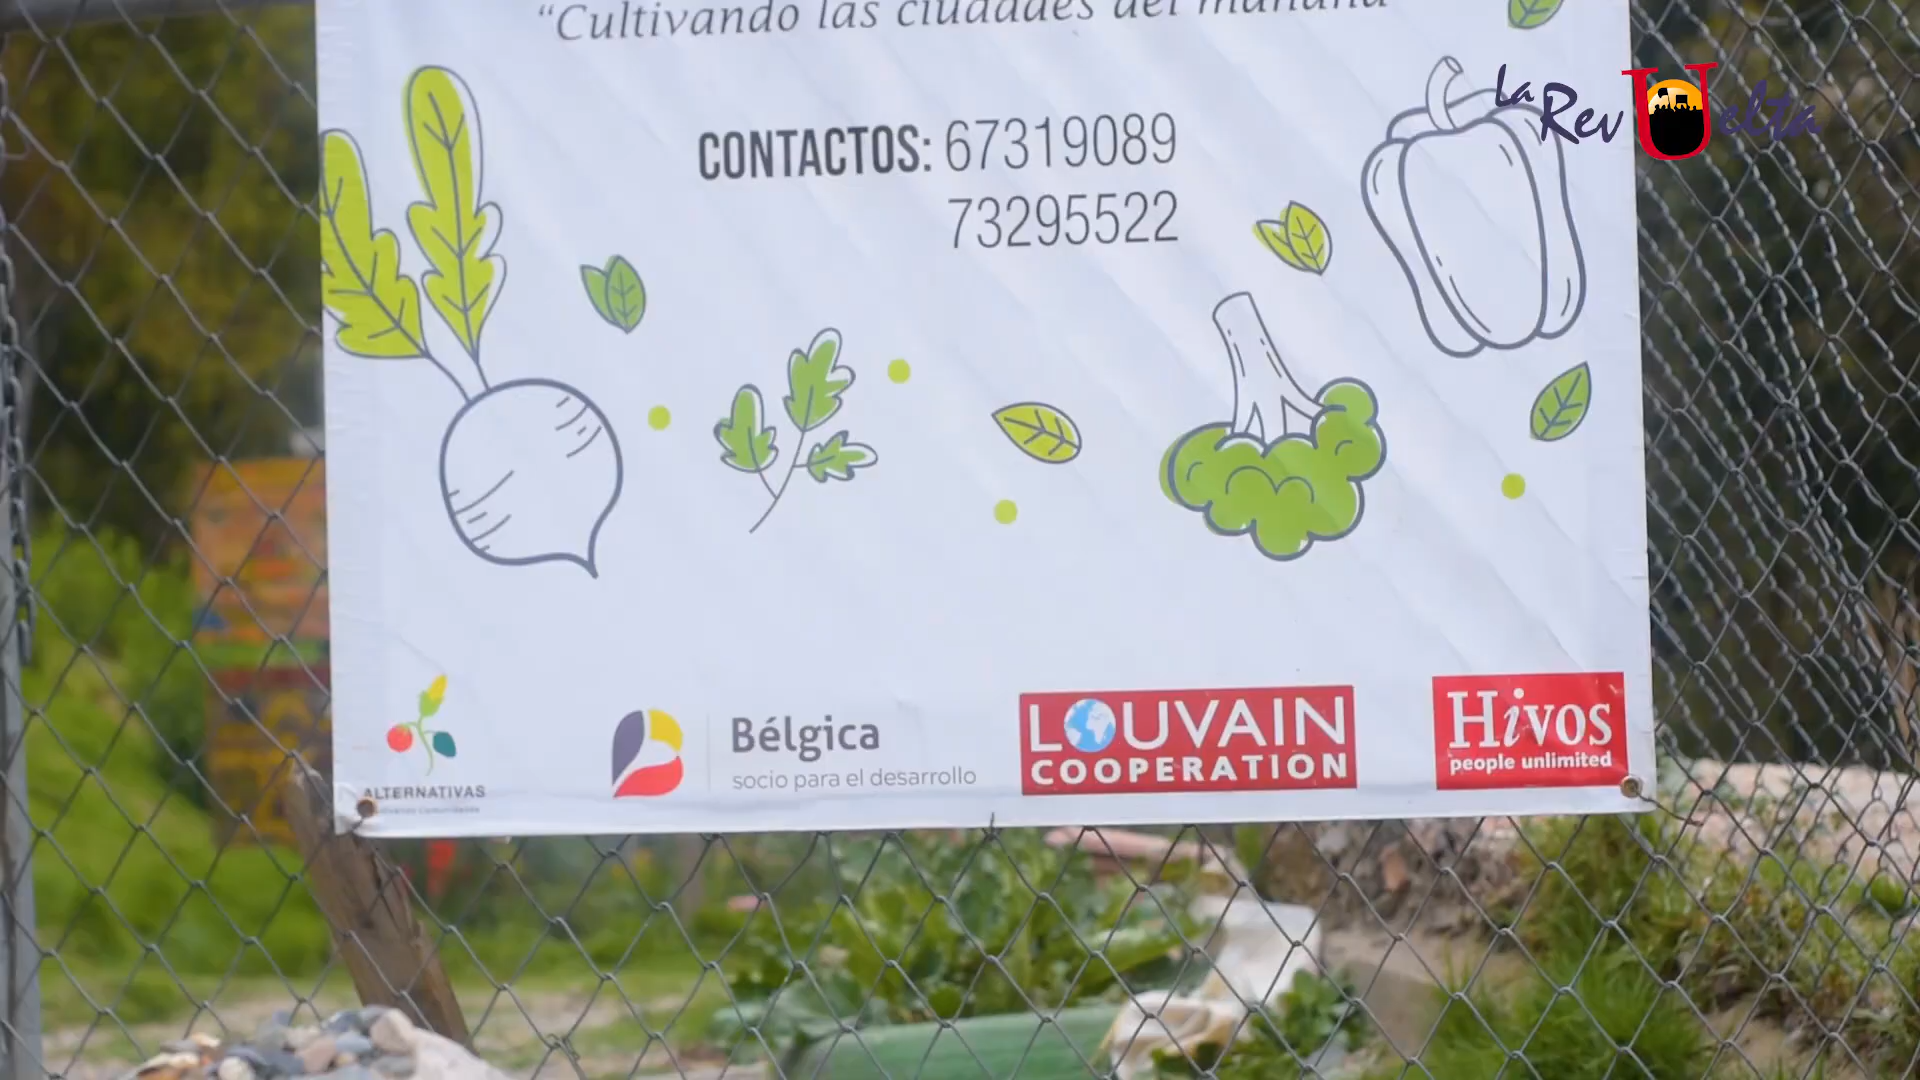 “Cultivando las ciudades del mañana
La RevUelta
CONTACTOS: 67319089
73295522
ALTERNATIVAS
Bélgica
socio para el desarrollo
LOUVAIN
COOPERATION
Hivos
people unlimited